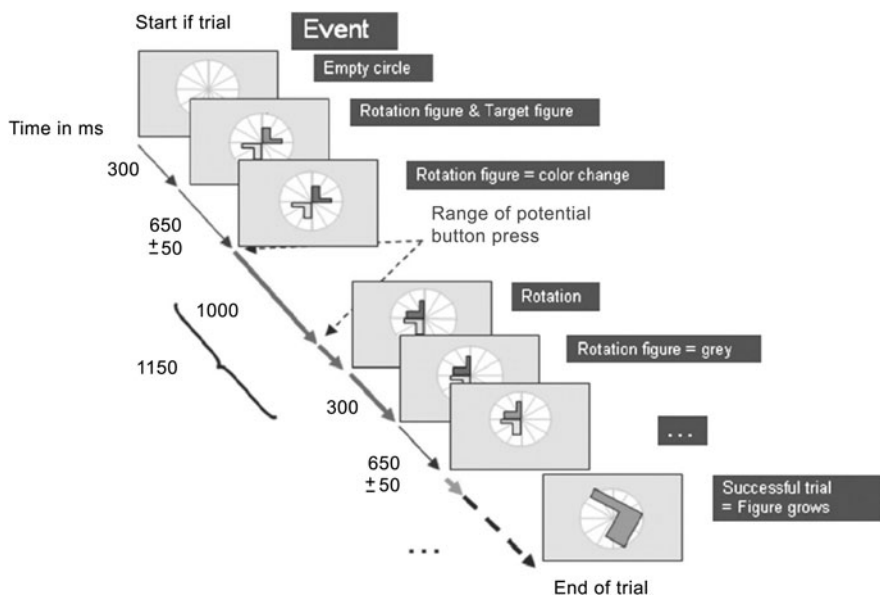 Start if trial
Event
Empty circle
Rotation figure & Target figure
Time in ms
300
Rotation figure = color change
650
±50
Range of potential
button press
1000
Rotation
1150
Rotation figure = grey
300
...
650
±50
Successful trial
= Figure grows
...
End of trial